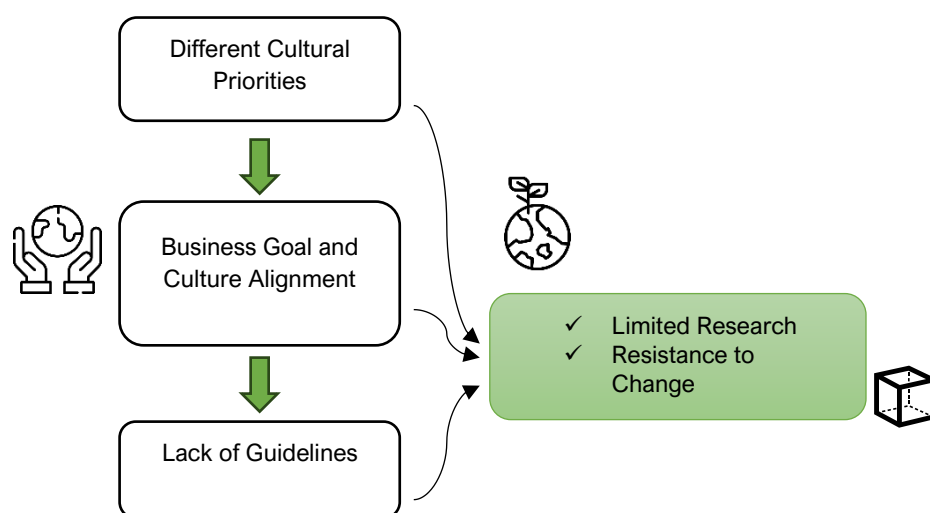 Different Cultural
Priorities
Business Goal and
Culture Alignment
Lack of Guidelines
✓ Limited Research
✓ Resistance to
Change